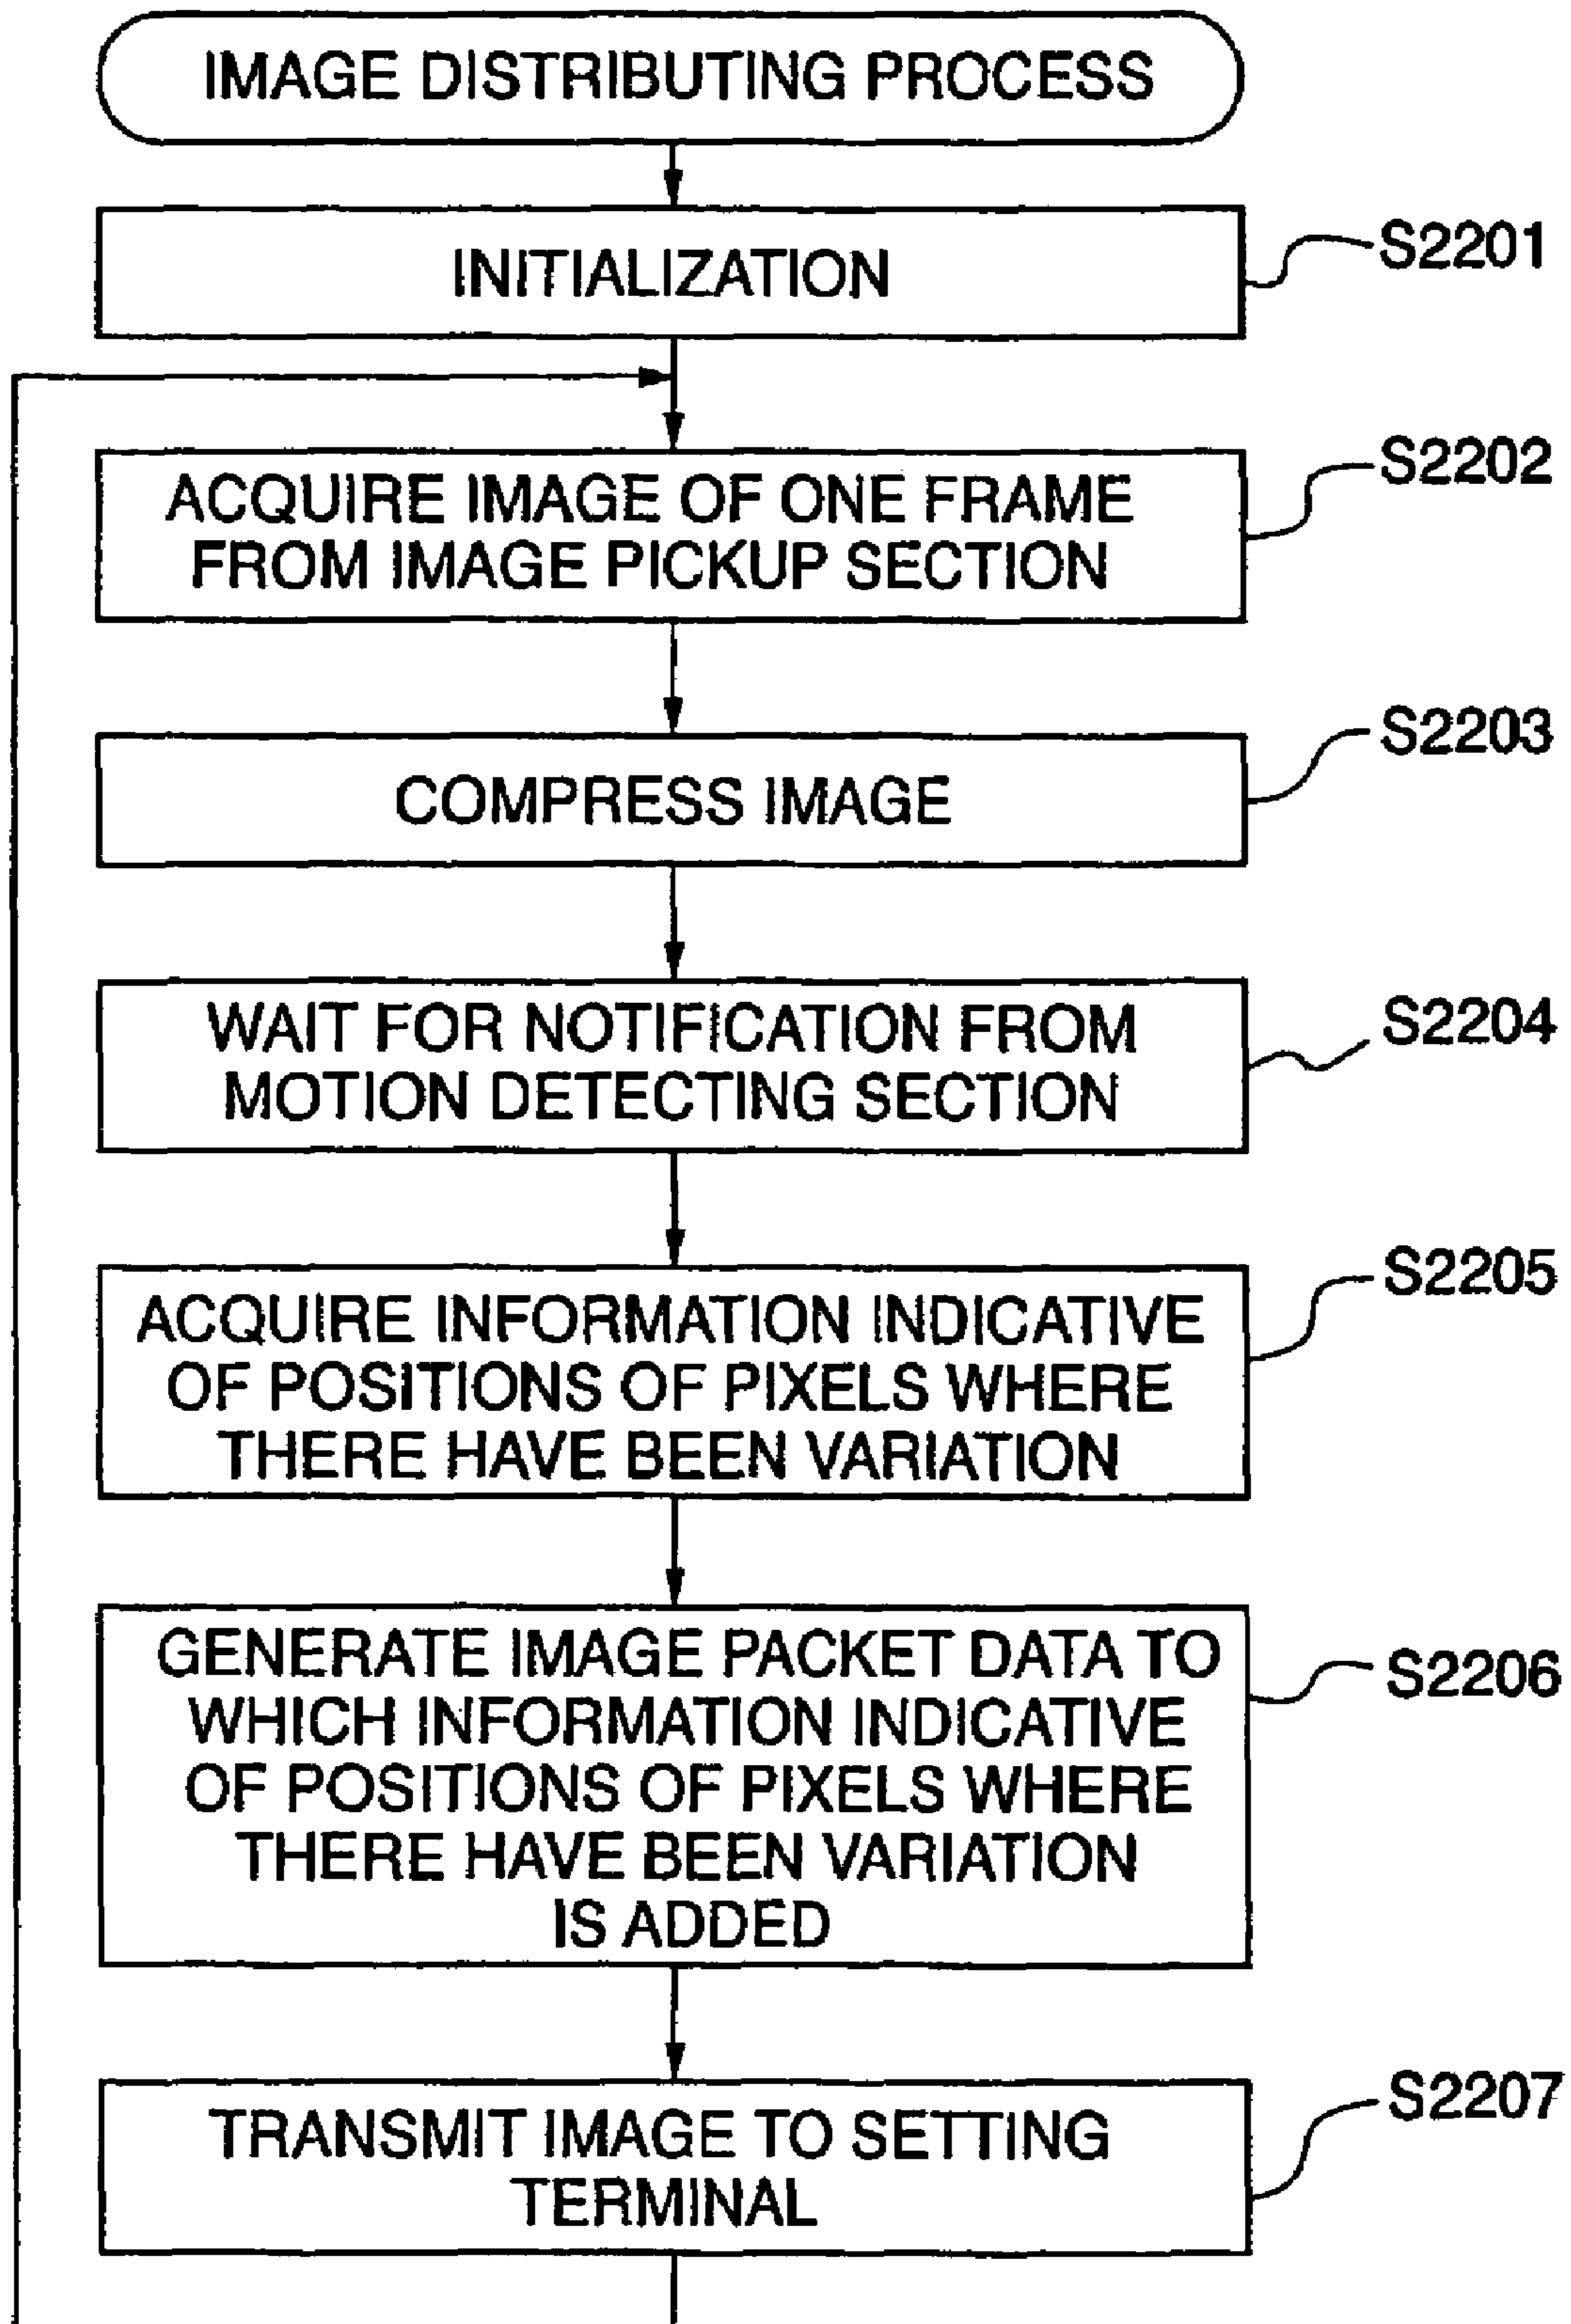 IMAGE DISTRIBUTING PROCESS
INITIALIZATION
S2201
ACQUIRE IMAGE OF ONE FRAME
FROM IMAGE PICKUP SECTION
S2202
COMPRESS IMAGE
S2203
WAIT FOR NOTIFICATION FROM
MOTION DETECTING SECTION
S2204
ACQUIRE INFORMATION INDICATIVE
OF POSITIONS OF PIXELS WHERE
THERE HAVE BEEN VARIATION
S2205
GENERATE IMAGE PACKET DATA TO
WHICH INFORMATION INDICATIVE
OF POSITIONS OF PIXELS WHERE
THERE HAVE BEEN VARIATION
IS ADDED
S2206
TRANSMIT IMAGE TO SETTING
TERMINAL
S2207